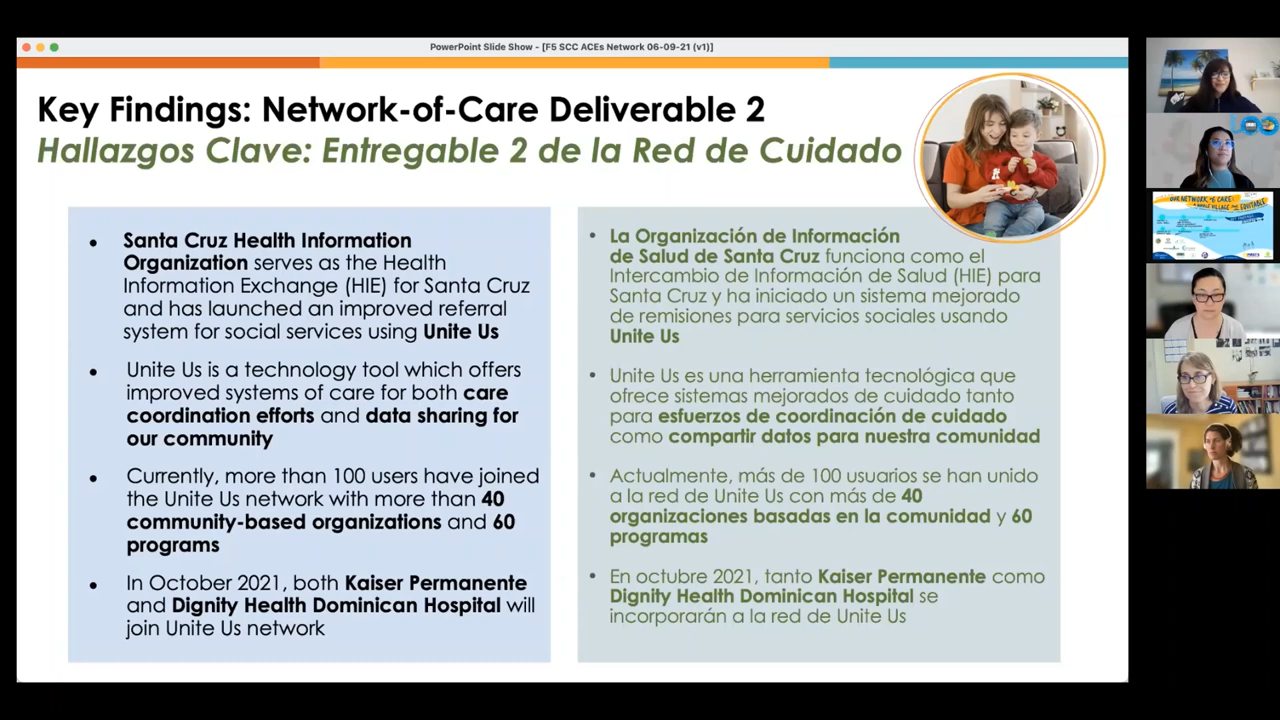 PowerPoint Slide Show - [F5 SCC ACEs Network 06-09-21 (v1)]
Key Findings: Network-of-Care Deliverable 2
Hallazgos Clave: Entregable 2 de la Red de Cuidado
• Santa Cruz Health Information
Organization serves as the Health
Information Exchange (HIE) for Santa Cruz
and has launched an improved referral
system for social services using Unite Us
• Unite Us is a technology tool which offers
improved systems of care for both care
coordination efforts and data sharing for
our community
• Currently, more than 100 users have joined
the Unite Us network with more than 40
community-based organizations and 60
programs
• In October 2021, both Kaiser Permanente
and Dignity Health Dominican Hospital will
join Unite Us network
• La Organización de Información
de Salud de Santa Cruz funciona como el
Intercambio de Información de Salud (HIE) para
Santa Cruz y ha iniciado un sistema mejorado
de remisiones para servicios sociales usando
Unite Us
• Unite Us es una herramienta tecnológica que
ofrece sistemas mejorados de cuidado tanto
para esfuerzos de coordinación de cuidado
como compartir datos para nuestra comunidad
• Actualmente, más de 100 usuarios se han unido
a la red de Unite Us con más de 40
organizaciones basadas en la comunidad y 60
programas
• En octubre 2021, tanto Kaiser Permanente como
Dignity Health Dominican Hospital se
incorporarán a la red de Unite Us
OUR NETWORK OF CARE: